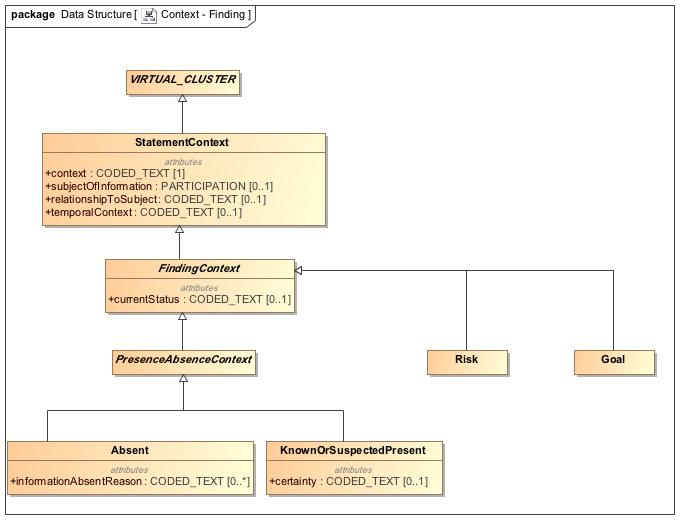 package Data Structure [ Context - Finding ]
VIRTUAL_CLUSTER
StatementContext
attributes
+context : CODED_TEXT [1]
+subjectOfInformation : PARTICIPATION [0..1]
+relationshipToSubject : CODED_TEXT [0..1]
+temporalContext : CODED_TEXT [0..1]
FindingContext
attributes
+currentStatus : CODED_TEXT [0..1]
PresenceAbsenceContext
Risk
Goal
Absent
attributes
+informationAbsentReason : CODED_TEXT [0..*]
KnownOrSuspectedPresent
attributes
+certainty : CODED_TEXT [0..1]